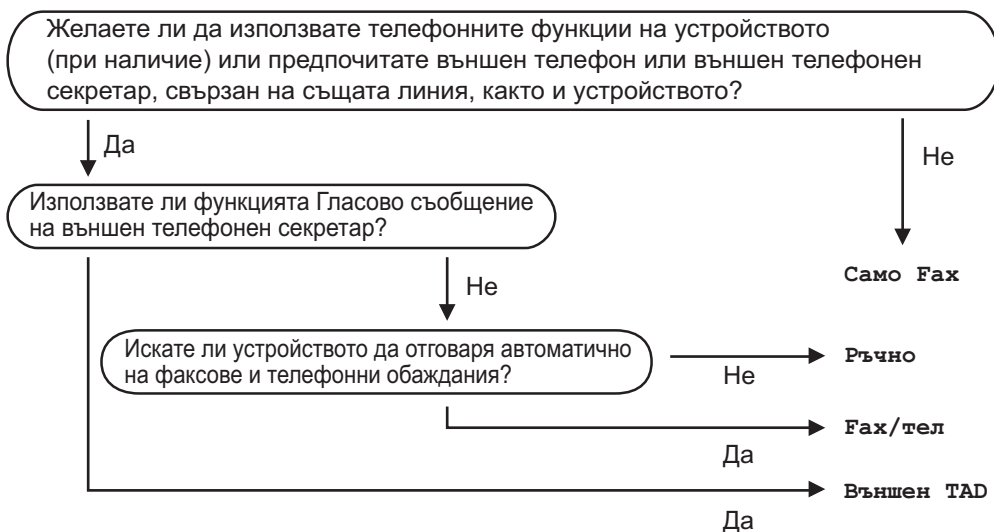 Желаете ли да използвате телефонните функции на устройството
(при наличие) или предпочитате външен телефон или външен телефонен
секретар, свързан на същата линия, както и устройството?
Да
Не
Използвате ли функцията Гласово съобщение
на външен телефонен секретар?
Само Fax
Не
Искате ли устройството да отговаря автоматично
на факсове и телефонни обаждания?
Ръчно
Не
Fax/тел
Да
Външен TAD
Да